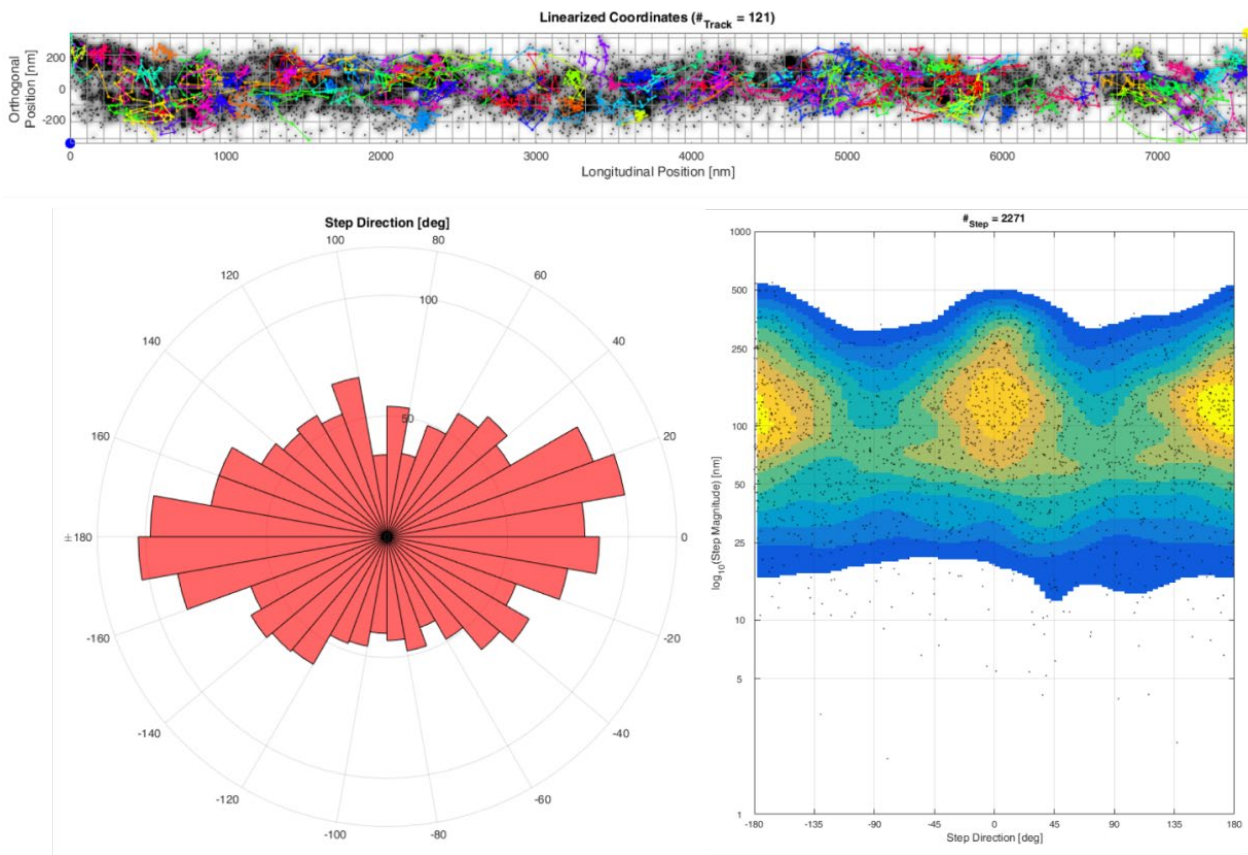 Linearized Coordinates (#Track = 121)
Orthogonal
Position [nm]
200
0
-200
0 1000 2000 3000 4000 5000 6000 7000
Longitudinal Position [nm]
Step Direction [deg]
100 80
120 60
100
140 40
50
160 20
±180 0
-160 -20
-140 -40
-120 -60
-100 -80
#Step = 2271
log10(Step Magnitude) [nm]
1000
500
250
100
50
25
10
5
1
-180 -135 -90 -45 0 45 90 135 180
Step Direction [deg]